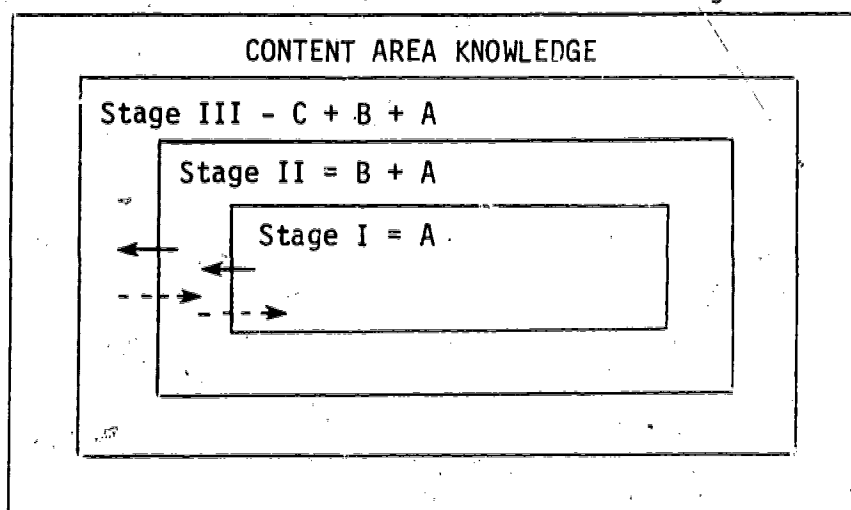 CONTENT AREA KNOWLEDGE
Stage III - C + B + A
Stage II = B + A
Stage I = A